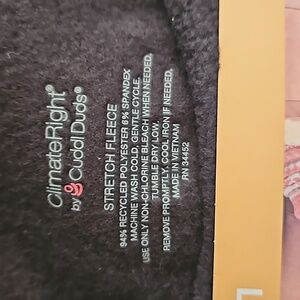 ClimateRight®
by Cuddl Duds®
STRETCH FLEECE
94% RECYCLED POLYESTER 6% SPANDEX
MACHINE WASH COLD, GENTLE CYCLE.
USE ONLY NON-CHLORINE BLEACH WHEN NEEDED.
TUMBLE DRY LOW.
REMOVE PROMPTLY. COOL IRON IF NEEDED.
MADE IN VIETNAM
RN 34452
L